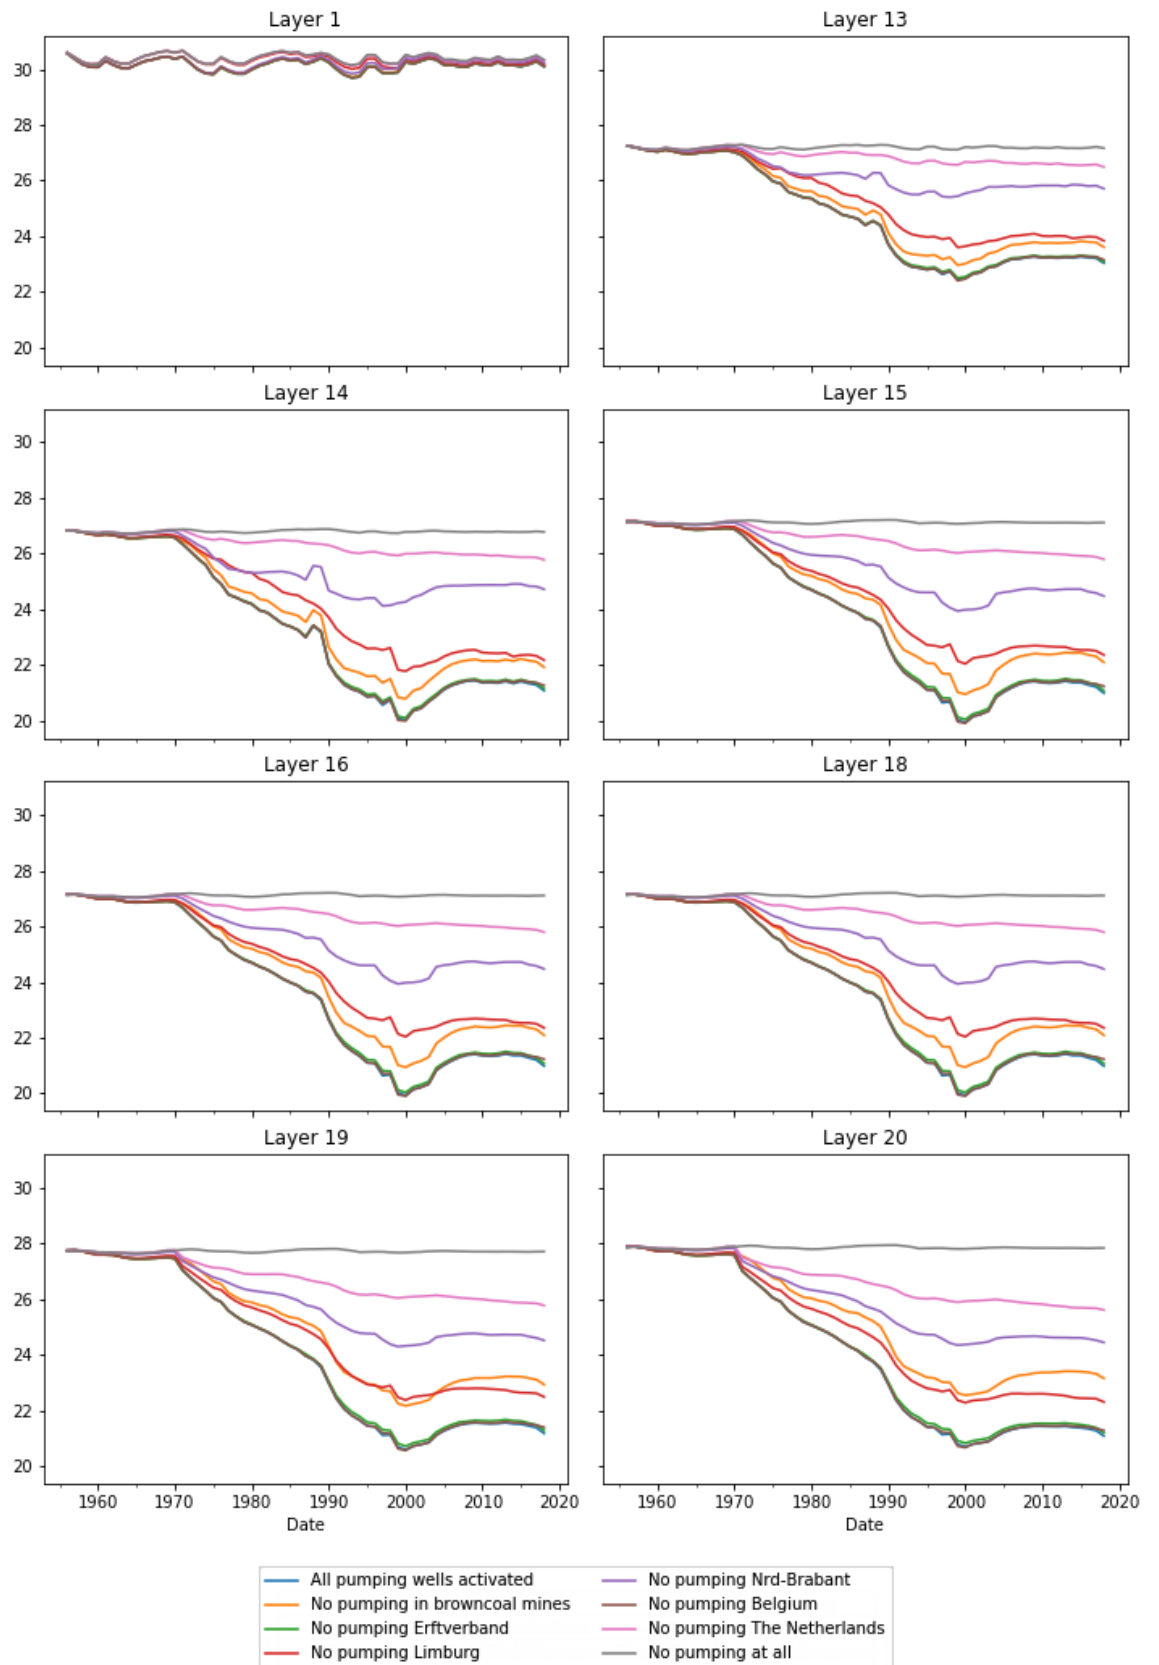 Layer 1
Layer 13
30
28
26
24
22
20
Layer 14
Layer 15
30
28
26
24
22
20
Layer 16
Layer 18
30
28
26
24
22
20
Layer 19
Layer 20
30
28
26
24
22
20
1960 1970 1980 1990 2000 2010 2020
1960 1970 1980 1990 2000 2010 2020
Date
Date
All pumping wells activated
No pumping in browncoal mines
No pumping Erftverband
No pumping Limburg
No pumping Nrd-Brabant
No pumping Belgium
No pumping The Netherlands
No pumping at all